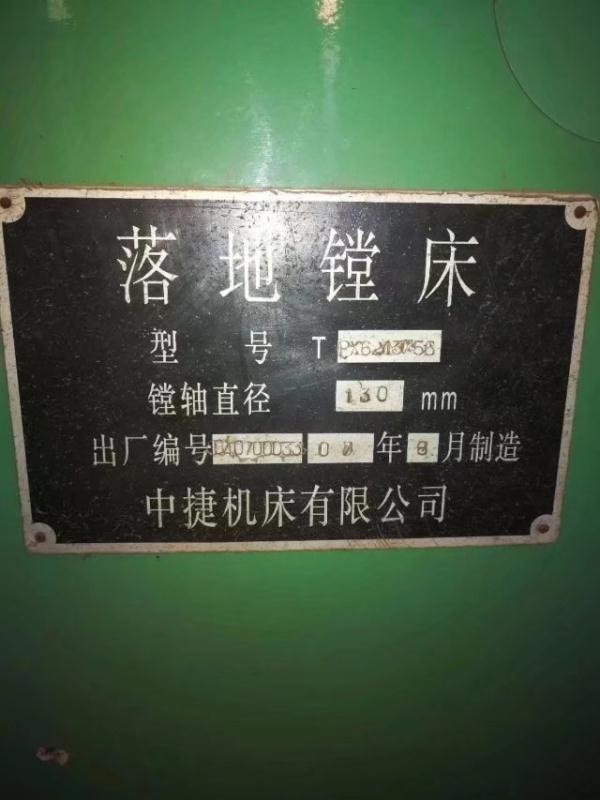 落地镗床
型号 T
镗轴直径 130 mm
出厂编号 年 月制造
中捷机床有限公司